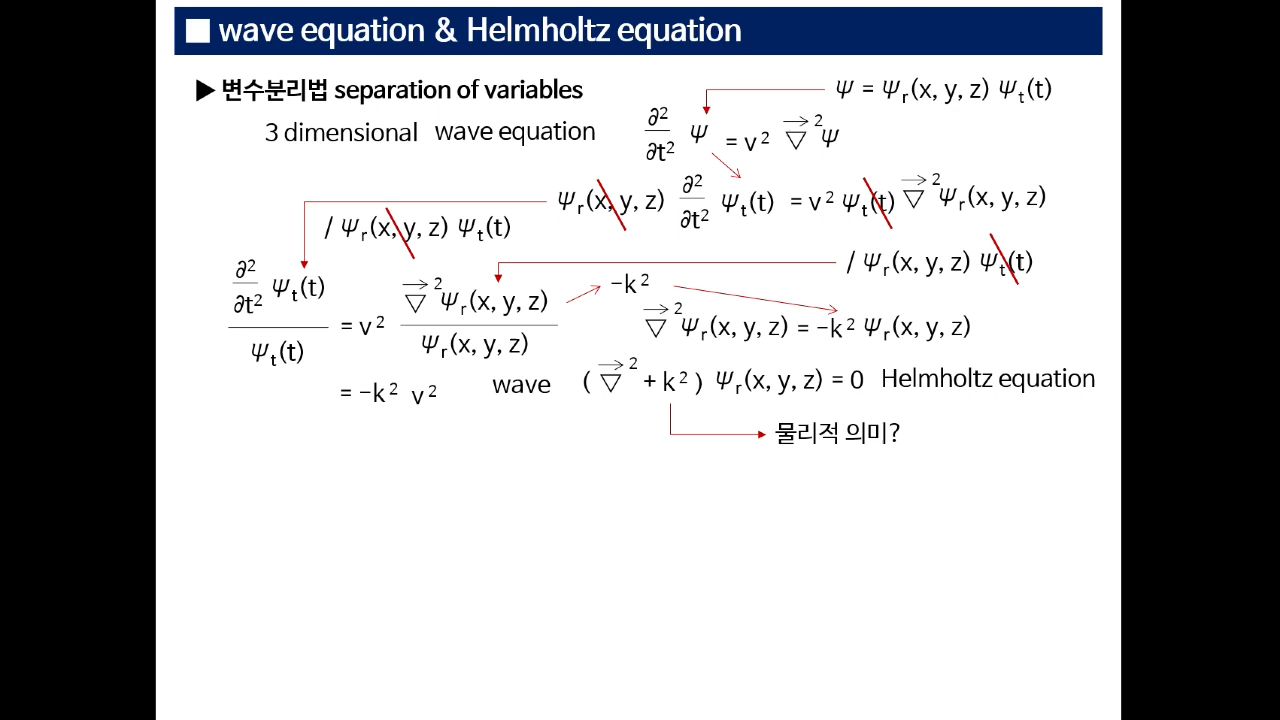 ■ wave equation & Helmholtz equation
▶ 변수분리법 separation of variables
Ψ = Ψr(x, y, z) Ψt(t)
3 dimensional wave equation ∂²/∂t² Ψ = v² ▽² Ψ
Ψr(x, y, z) ∂²/∂t² Ψt(t) = v² Ψt(t) ▽² Ψr(x, y, z)
/ Ψr(x, y, z) Ψt(t)
/ Ψr(x, y, z) Ψt(t)
∂²/∂t² Ψt(t) / Ψt(t) = v² ▽² Ψr(x, y, z) / Ψr(x, y, z)
−k²
▽² Ψr(x, y, z) = −k² Ψr(x, y, z)
= −k² v²
wave ( ▽² + k² ) Ψr(x, y, z) = 0 Helmholtz equation
물리적 의미?